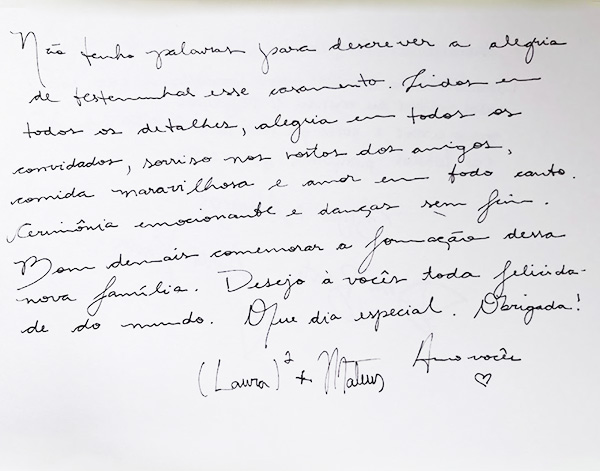 Não tenho palavras para descrever a alegria
de testemunhar esse casamento. Lindos em
todos os detalhes, alegria em todos os
convidados, sorriso nos rostos dos amigos,
comida maravilhosa e amor em todo canto.
Cerimônia emocionante e danças sem fim.
Bom demais comemorar a formação dessa
nova família. Desejo à vocês toda felicida-
de do mundo. Que dia especial. Obrigada!
(Laura)² + Mateus Amo vocês
♡